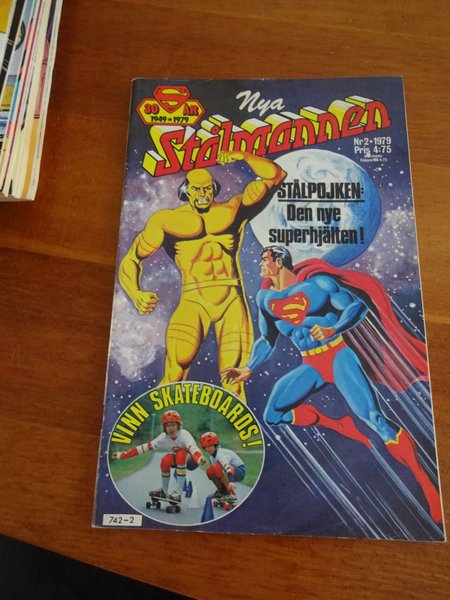 30 ÅR
1949★1979
Nya
Stålmannen
Nr 2 • 1979
Pris 4:75
STÅLPOJKEN:
Den nye
superhjälten!
VINN SKATEBOARDS!
742-2